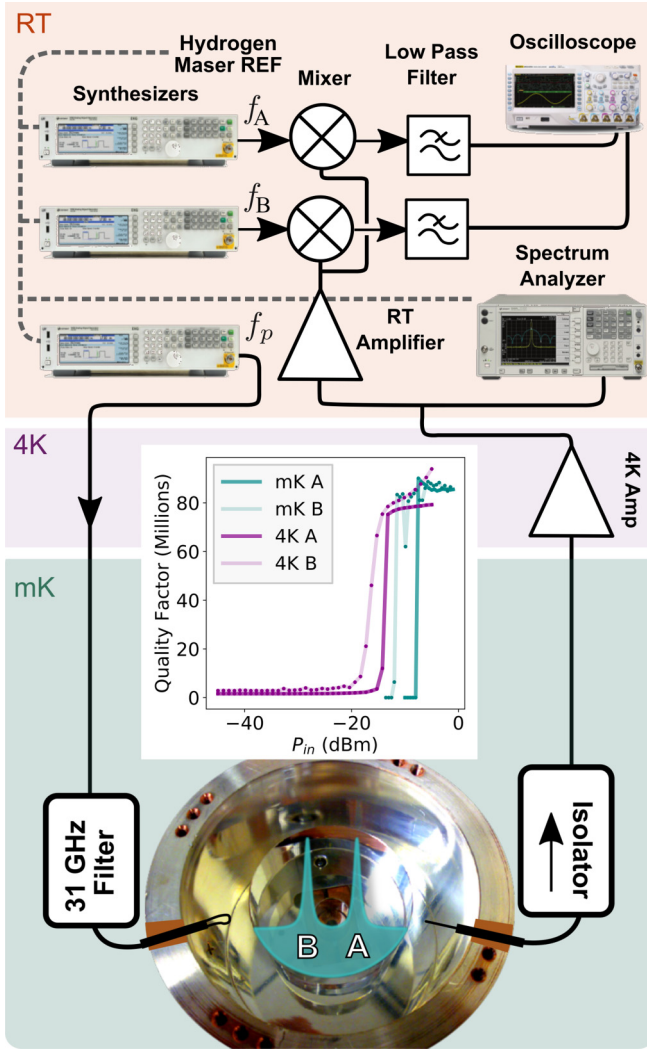 RT
Hydrogen
Maser REF
Synthesizers
Mixer
Low Pass
Filter
Oscilloscope
f_A
f_B
Spectrum
Analyzer
f_p
RT
Amplifier
4K
4K Amp
mK
Quality Factor (Millions)
80
60
40
20
0
mK A
mK B
4K A
4K B
−40
−20
0
P_in (dBm)
31 GHz
Filter
Isolator
B
A